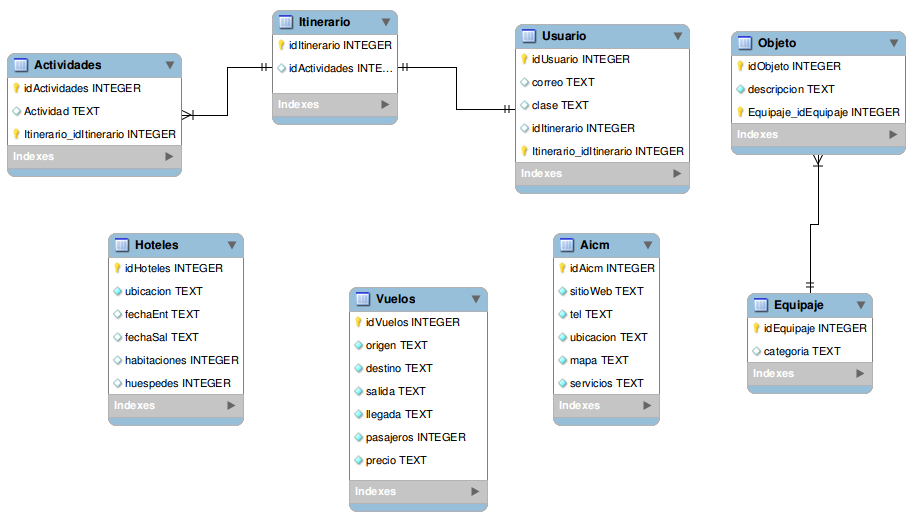 Itinerario
idItinerario INTEGER
idActividades INTE...
Indexes
Usuario
idUsuario INTEGER
correo TEXT
clase TEXT
idItinerario INTEGER
Itinerario_idItinerario INTEGER
Indexes
Objeto
idObjeto INTEGER
descripcion TEXT
Equipaje_idEquipaje INTEGER
Indexes
Actividades
idActividades INTEGER
Actividad TEXT
Itinerario_idItinerario INTEGER
Indexes
Hoteles
idHoteles INTEGER
ubicacion TEXT
fechaEnt TEXT
fechaSal TEXT
habitaciones INTEGER
huespedes INTEGER
Indexes
Vuelos
idVuelos INTEGER
origen TEXT
destino TEXT
salida TEXT
llegada TEXT
pasajeros INTEGER
precio TEXT
Indexes
Aicm
idAicm INTEGER
sitioWeb TEXT
tel TEXT
ubicacion TEXT
mapa TEXT
servicios TEXT
Indexes
Equipaje
idEquipaje INTEGER
categoria TEXT
Indexes